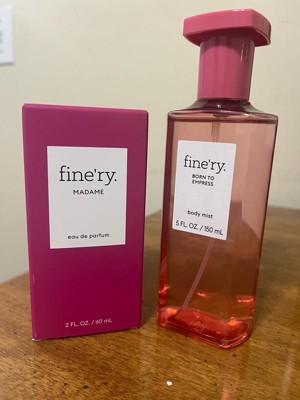 fine'ry.
MADAME
eau de parfum
2 FL. OZ. / 60 mL
fine'ry.
BORN TO
EMPRESS
body mist
5 FL. OZ. / 150 mL